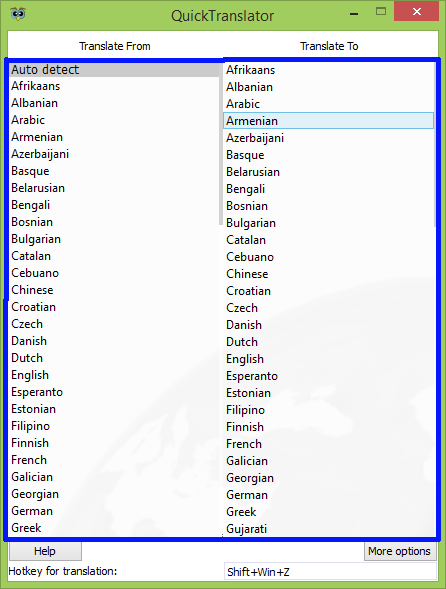 QuickTranslator
Translate From
Translate To
Auto detect
Afrikaans
Albanian
Arabic
Armenian
Azerbaijani
Basque
Belarusian
Bengali
Bosnian
Bulgarian
Catalan
Cebuano
Chinese
Croatian
Czech
Danish
Dutch
English
Esperanto
Estonian
Filipino
Finnish
French
Galician
Georgian
German
Greek
Afrikaans
Albanian
Arabic
Armenian
Azerbaijani
Basque
Belarusian
Bengali
Bosnian
Bulgarian
Catalan
Cebuano
Chinese
Croatian
Czech
Danish
Dutch
English
Esperanto
Estonian
Filipino
Finnish
French
Galician
Georgian
German
Greek
Gujarati
Help
More options
Hotkey for translation:
Shift+Win+Z